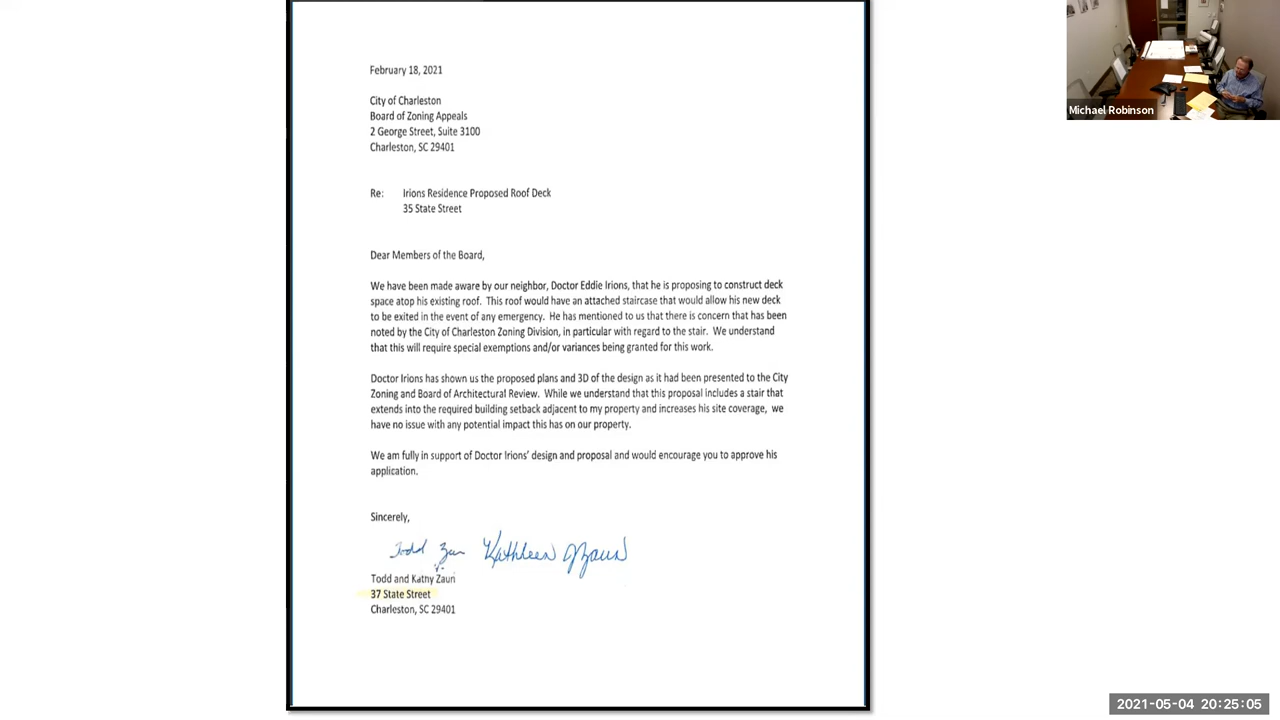 February 18, 2021
City of Charleston
Board of Zoning Appeals
2 George Street, Suite 3100
Charleston, SC 29401
Re: Irions Residence Proposed Roof Deck
35 State Street
Dear Members of the Board,
We have been made aware by our neighbor, Doctor Eddie Irions, that he is proposing to construct deck
space atop his existing roof. This roof would have an attached staircase that would allow his new deck
to be exited in the event of any emergency. He has mentioned to us that there is concern that has been
noted by the City of Charleston Zoning Division, in particular with regard to the stair. We understand
that this will require special exemptions and/or variances being granted for this work.
Doctor Irions has shown us the proposed plans and 3D of the design as it had been presented to the City
Zoning and Board of Architectural Review. While we understand that this proposal includes a stair that
extends into the required building setback adjacent to my property and increases his site coverage, we
have no issue with any potential impact this has on our property.
We am fully in support of Doctor Irions' design and proposal and would encourage you to approve his
application.
Sincerely,
Todd Zaun Kathleen J Zaun
Todd and Kathy Zaun
37 State Street
Charleston, SC 29401
Michael Robinson
2021-05-04 20:25:05